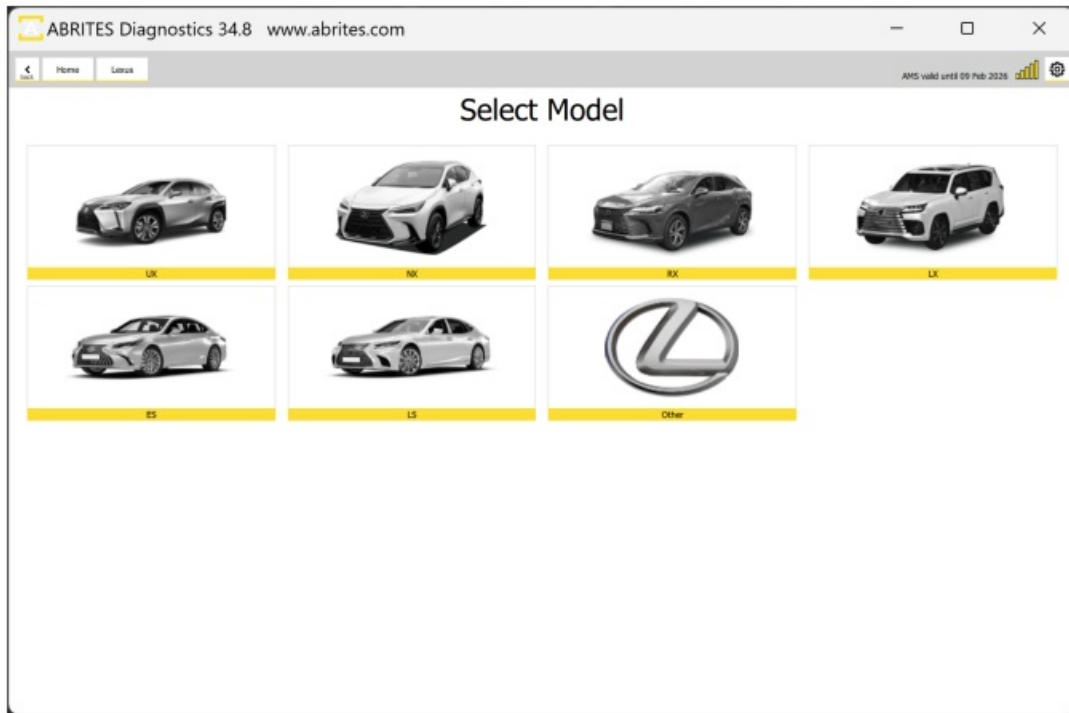 ABRITES Diagnostics 34.8 www.abrites.com
back Home Lexus AMS valid until 09 Feb 2026
Select Model
UX NX RX LX
ES LS Other